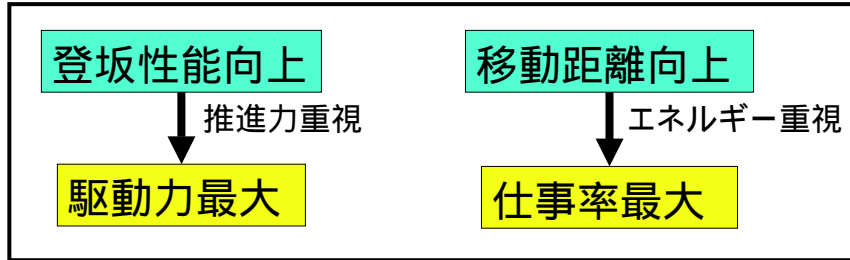 登坂性能向上
推進力重視
駆動力最大
移動距離向上
エネルギー重視
仕事率最大